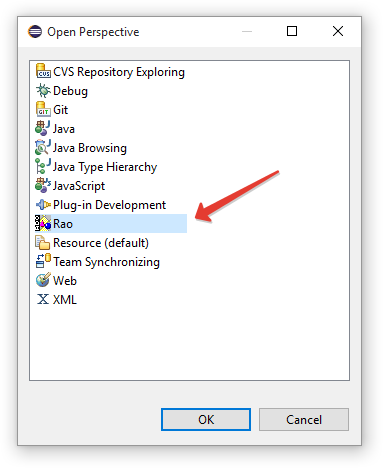 Open Perspective
CVS Repository Exploring
Debug
Git
Java
Java Browsing
Java Type Hierarchy
JavaScript
Plug-in Development
Rao
Resource (default)
Team Synchronizing
Web
XML
OK
Cancel